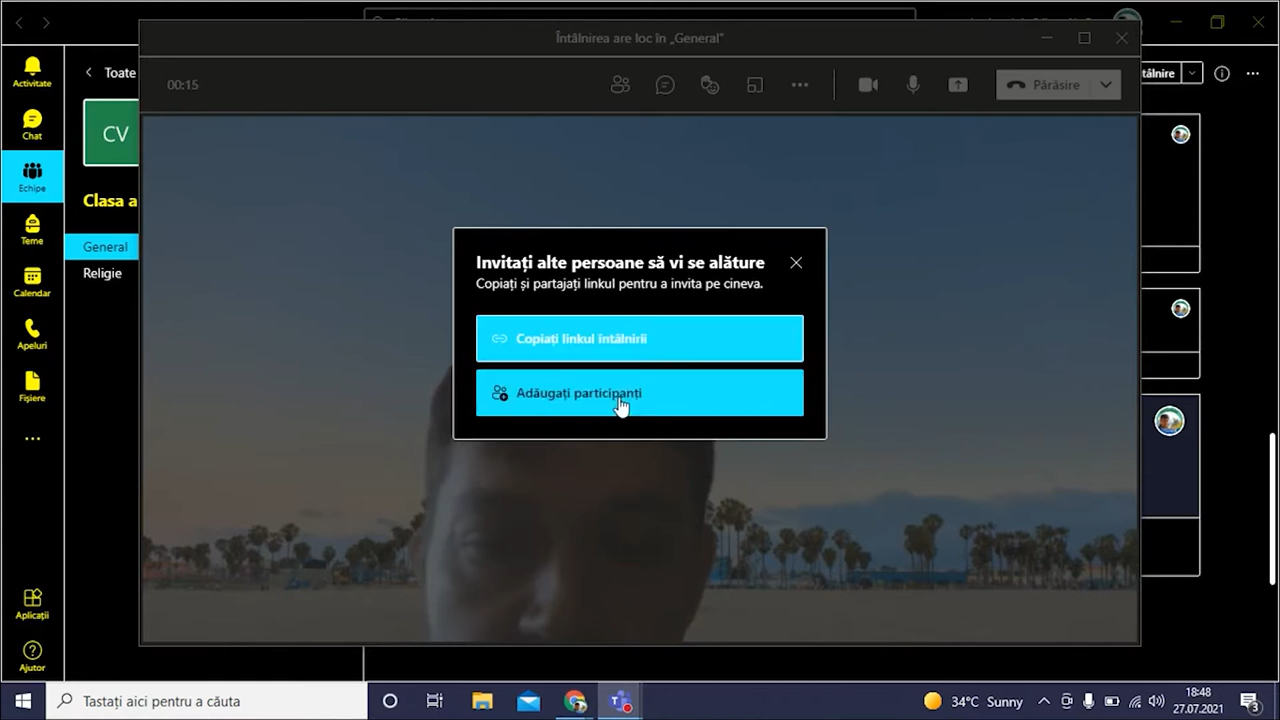 Întâlnirea are loc în „General”
Activitate
Chat
Echipe
Teme
Calendar
Apeluri
Fișiere
Aplicații
Ajutor
Toate
CV
Clasa a
General
Religie
00:15
Părăsire
tâlnire
Invitați alte persoane să vi se alăture
Copiați și partajați linkul pentru a invita pe cineva.
Copiați linkul întâlnirii
Adăugați participanți
Tastați aici pentru a căuta
34°C Sunny
18:48
27.07.2021
3